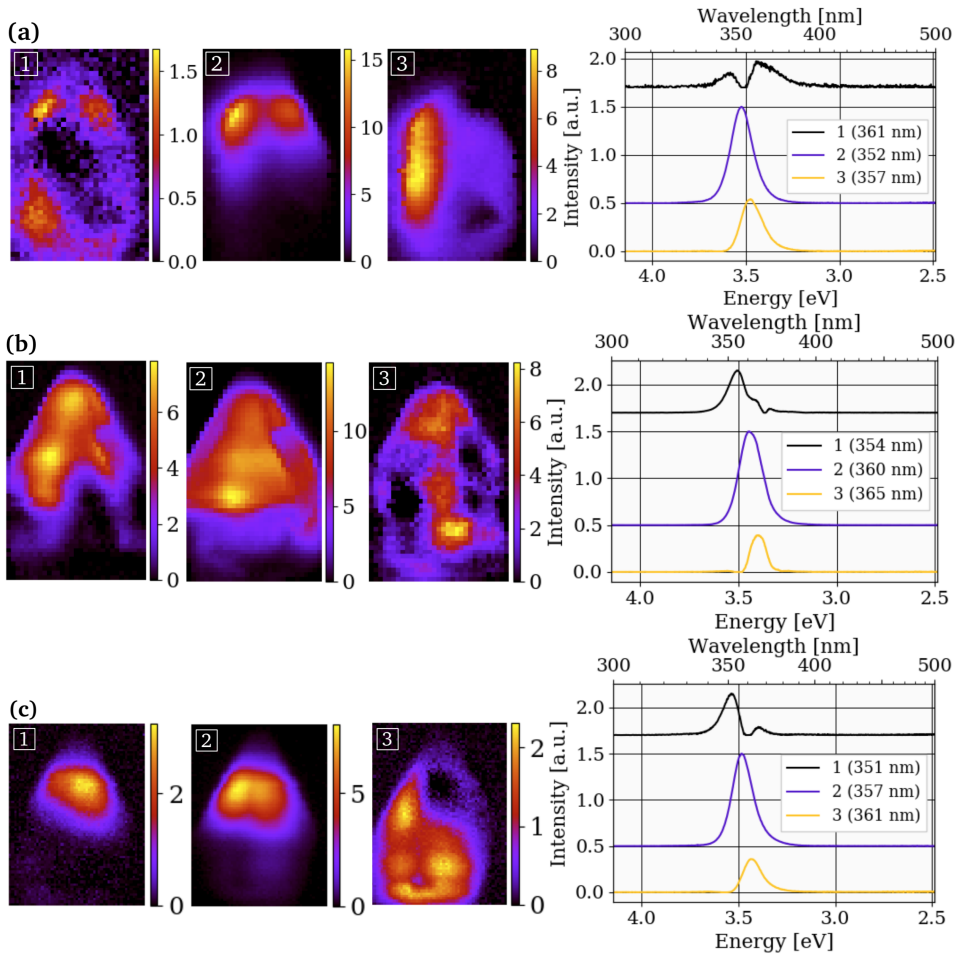 (a)
1
1.5
1.0
0.5
0.0
2
15
10
5
0
3
8
6
4
2
0
Wavelength [nm]
300 350 400 500
Intensity [a.u.]
2.0
1.5
1.0
0.5
0.0
1 (361 nm)
2 (352 nm)
3 (357 nm)
4.0 3.5 3.0 2.5
Energy [eV]
(b)
1
6
4
2
0
2
10
5
0
3
8
6
4
2
0
Wavelength [nm]
300 350 400 500
Intensity [a.u.]
2.0
1.5
1.0
0.5
0.0
1 (354 nm)
2 (360 nm)
3 (365 nm)
4.0 3.5 3.0 2.5
Energy [eV]
(c)
1
2
0
2
5
0
3
2
1
0
Wavelength [nm]
300 350 400 500
Intensity [a.u.]
2.0
1.5
1.0
0.5
0.0
1 (351 nm)
2 (357 nm)
3 (361 nm)
4.0 3.5 3.0 2.5
Energy [eV]